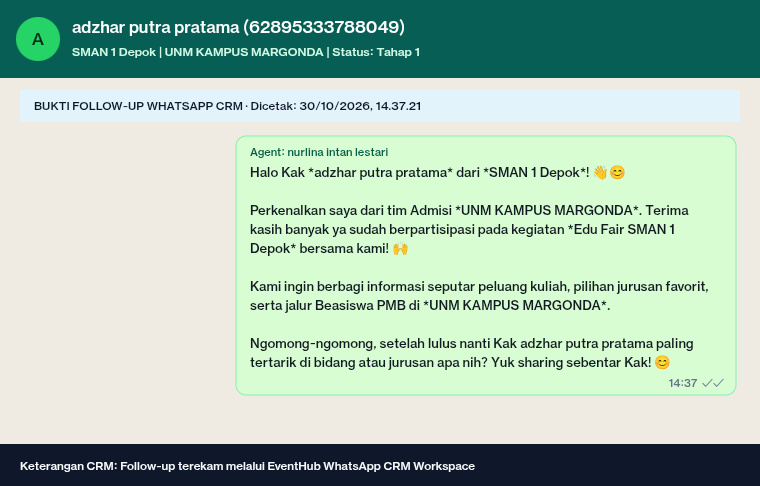 A
adzhar putra pratama (62895333788049)
SMAN 1 Depok | UNM KAMPUS MARGONDA | Status: Tahap 1
BUKTI FOLLOW-UP WHATSAPP CRM · Dicetak: 30/10/2026, 14.37.21
Agent: nurlina intan lestari
Halo Kak *adzhar putra pratama* dari *SMAN 1 Depok*! 👋😊
Perkenalkan saya dari tim Admisi *UNM KAMPUS MARGONDA*. Terima
kasih banyak ya sudah berpartisipasi pada kegiatan *Edu Fair SMAN 1
Depok* bersama kami! 🙌
Kami ingin berbagi informasi seputar peluang kuliah, pilihan jurusan favorit,
serta jalur Beasiswa PMB di *UNM KAMPUS MARGONDA*.
Ngomong-ngomong, setelah lulus nanti Kak adzhar putra pratama paling
tertarik di bidang atau jurusan apa nih? Yuk sharing sebentar Kak! 😊
14:37 ✓✓
Keterangan CRM: Follow-up terekam melalui EventHub WhatsApp CRM Workspace